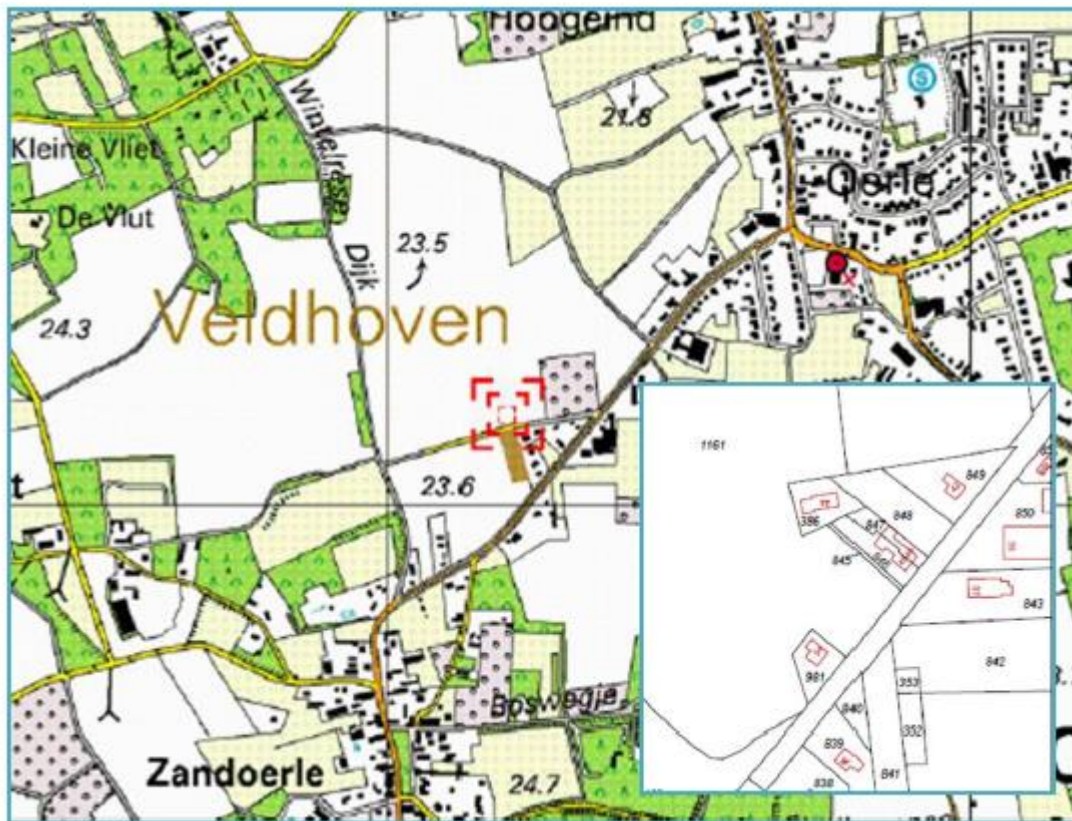 Hoogeind
21.8
S
Wintelresche
Kleine Vliet
Oerle
De Vlut
Dijk
23.5
24.3
Veldhoven
23.6
t
Boswegje
Zandoerle
24.7
1161
849
850
386
847
848
845
843
842
981
353
840
352
839
841
838